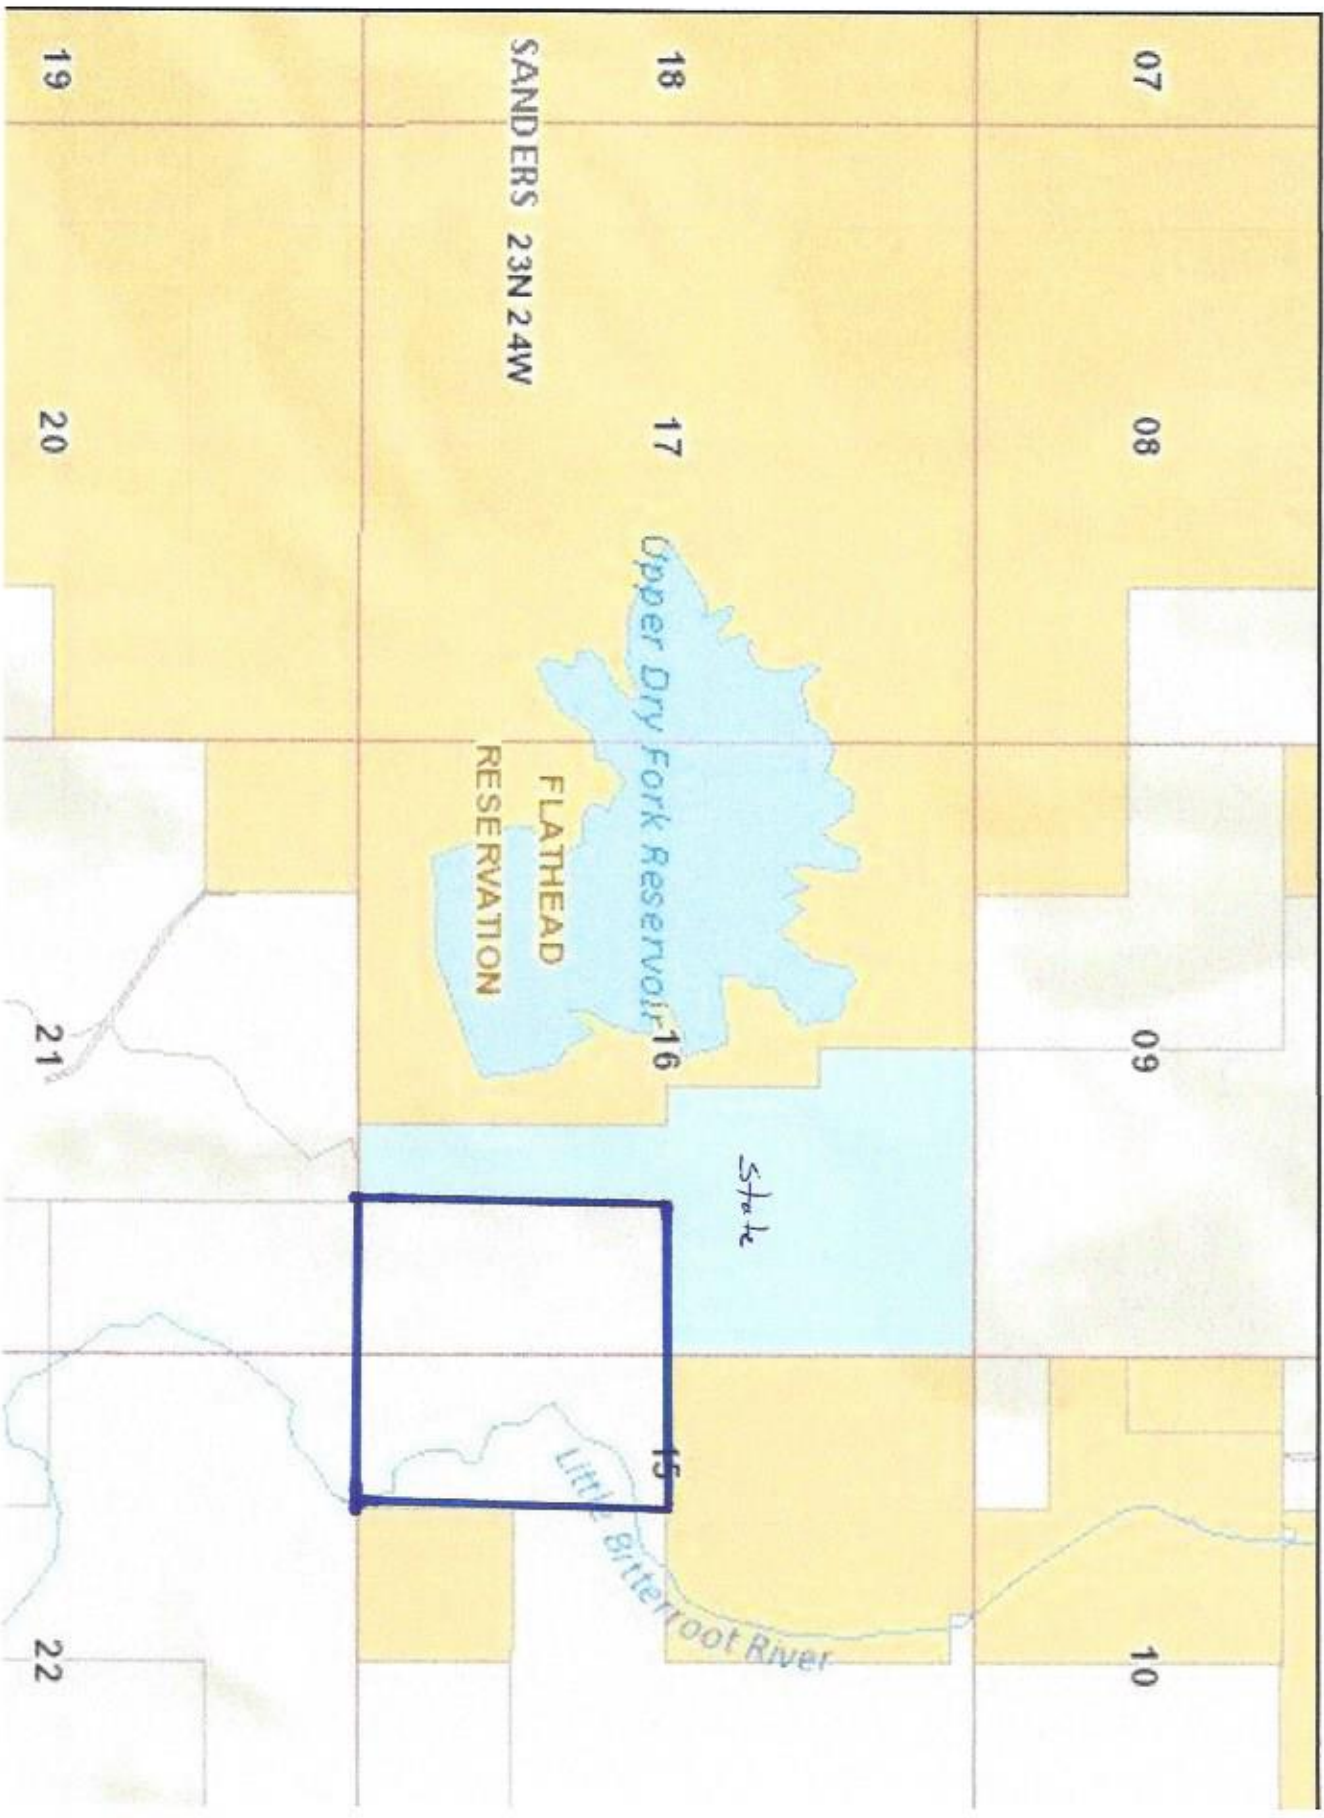 07
08
09
10
18
17
Upper Dry Fork Reservoir
16
State
15
Little Bitterroot River
SANDERS 23N 24W
FLATHEAD
RESERVATION
19
20
21
22